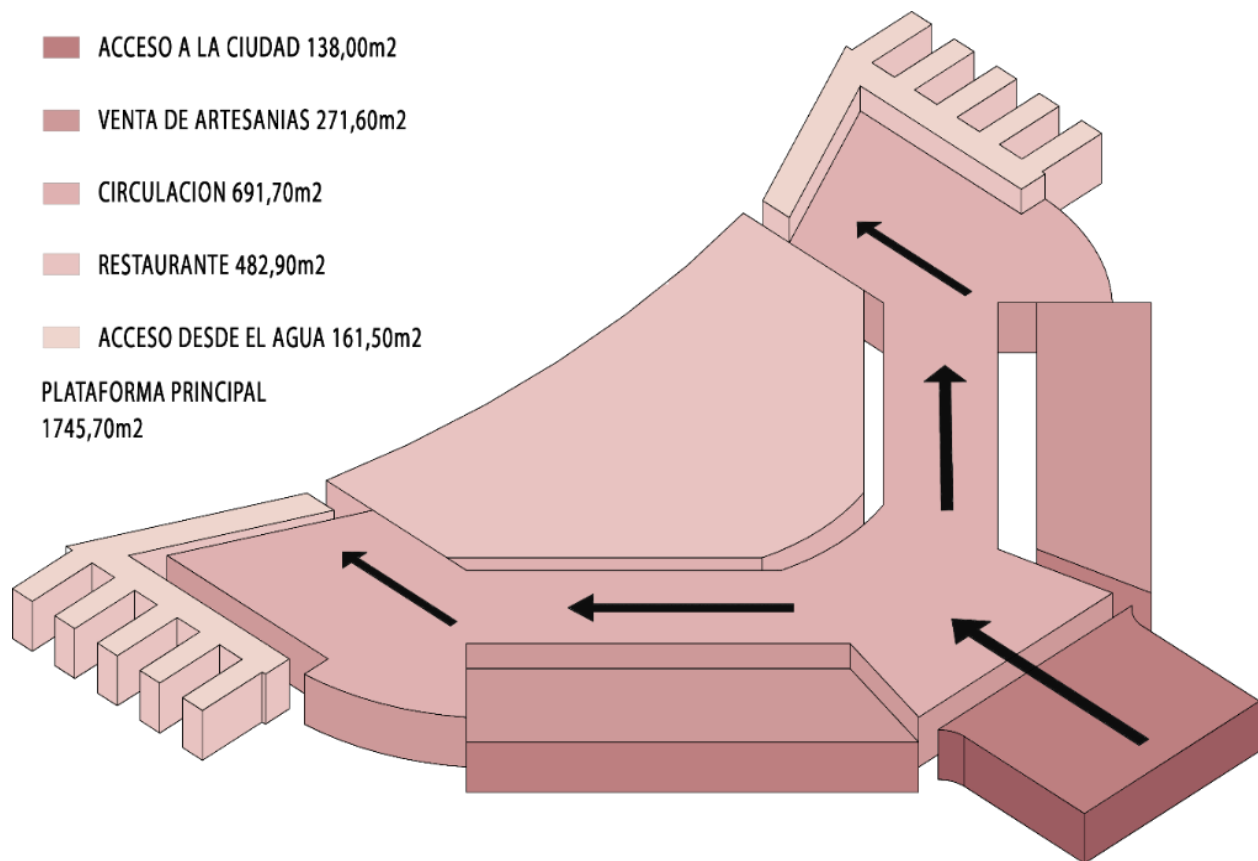 ACCESO A LA CIUDAD 138,00m2
VENTA DE ARTESANIAS 271,60m2
CIRCULACION 691,70m2
RESTAURANTE 482,90m2
ACCESO DESDE EL AGUA 161,50m2
PLATAFORMA PRINCIPAL
1745,70m2